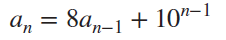 aₙ = 8aₙ₋₁ + 10ⁿ⁻¹